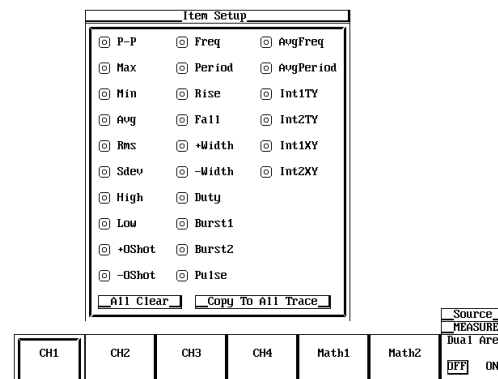 Item Setup
P-P Freq AvgFreq
Max Period AvgPeriod
Min Rise Int1TY
Avg Fall Int2TY
Rms +Width Int1XY
Sdev -Width Int2XY
High Duty
Low Burst1
+OShot Burst2
-OShot Pulse
All Clear Copy To All Trace
Source
MEASURE
CH1 CH2 CH3 CH4 Math1 Math2 Dual Are
OFF ON